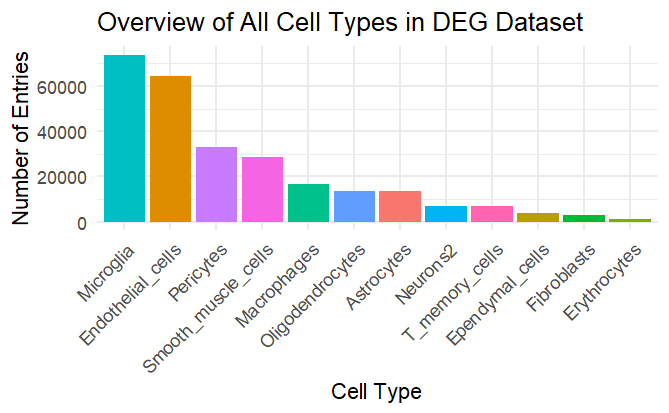 Overview of All Cell Types in DEG Dataset
Number of Entries
60000
40000
20000
0
Microglia
Endothelial_cells
Pericytes
Smooth_muscle_cells
Macrophages
Oligodendrocytes
Astrocytes
Neurons2
T_memory_cells
Ependymal_cells
Fibroblasts
Erythrocytes
Cell Type